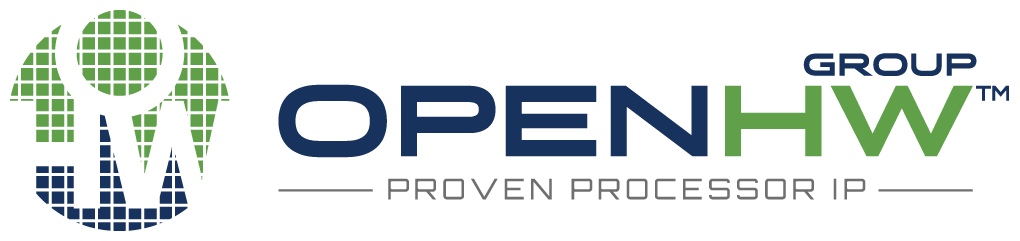 GROUP
OPENHW™
PROVEN PROCESSOR IP